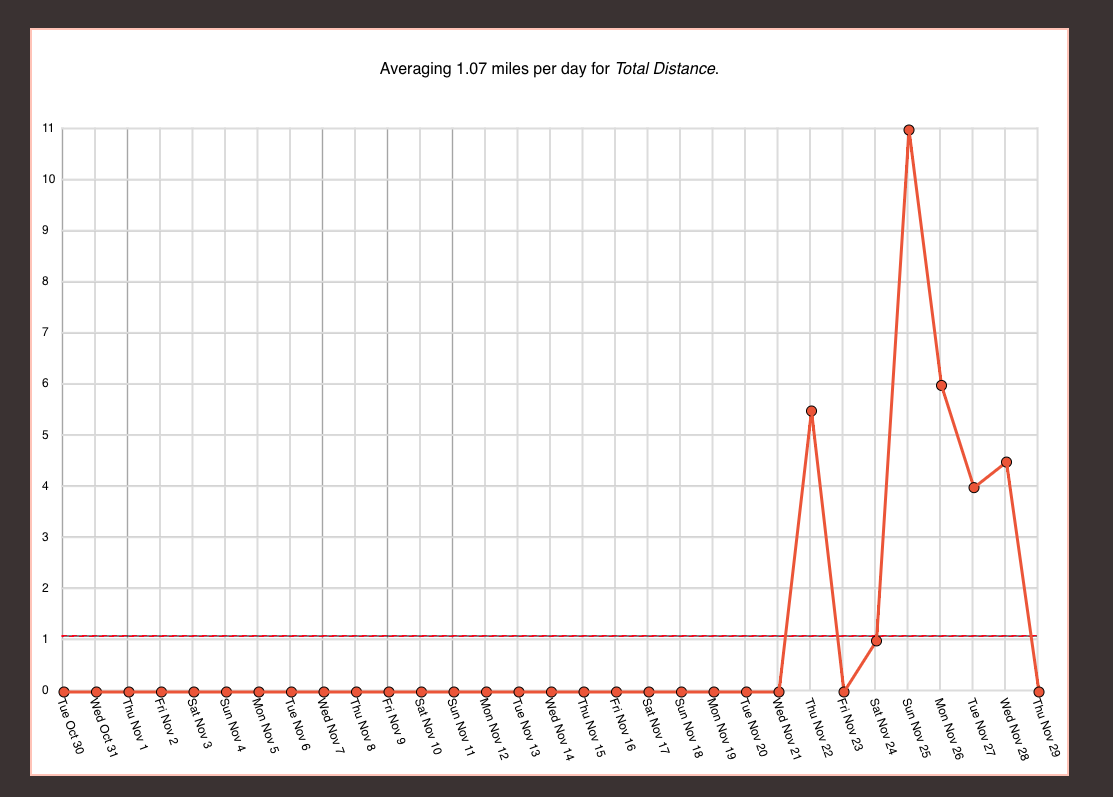 Averaging 1.07 miles per day for Total Distance.
11
10
9
8
7
6
5
4
3
2
1
0
Tue Oct 30
Wed Oct 31
Thu Nov 1
Fri Nov 2
Sat Nov 3
Sun Nov 4
Mon Nov 5
Tue Nov 6
Wed Nov 7
Thu Nov 8
Fri Nov 9
Sat Nov 10
Sun Nov 11
Mon Nov 12
Tue Nov 13
Wed Nov 14
Thu Nov 15
Fri Nov 16
Sat Nov 17
Sun Nov 18
Mon Nov 19
Tue Nov 20
Wed Nov 21
Thu Nov 22
Fri Nov 23
Sat Nov 24
Sun Nov 25
Mon Nov 26
Tue Nov 27
Wed Nov 28
Thu Nov 29